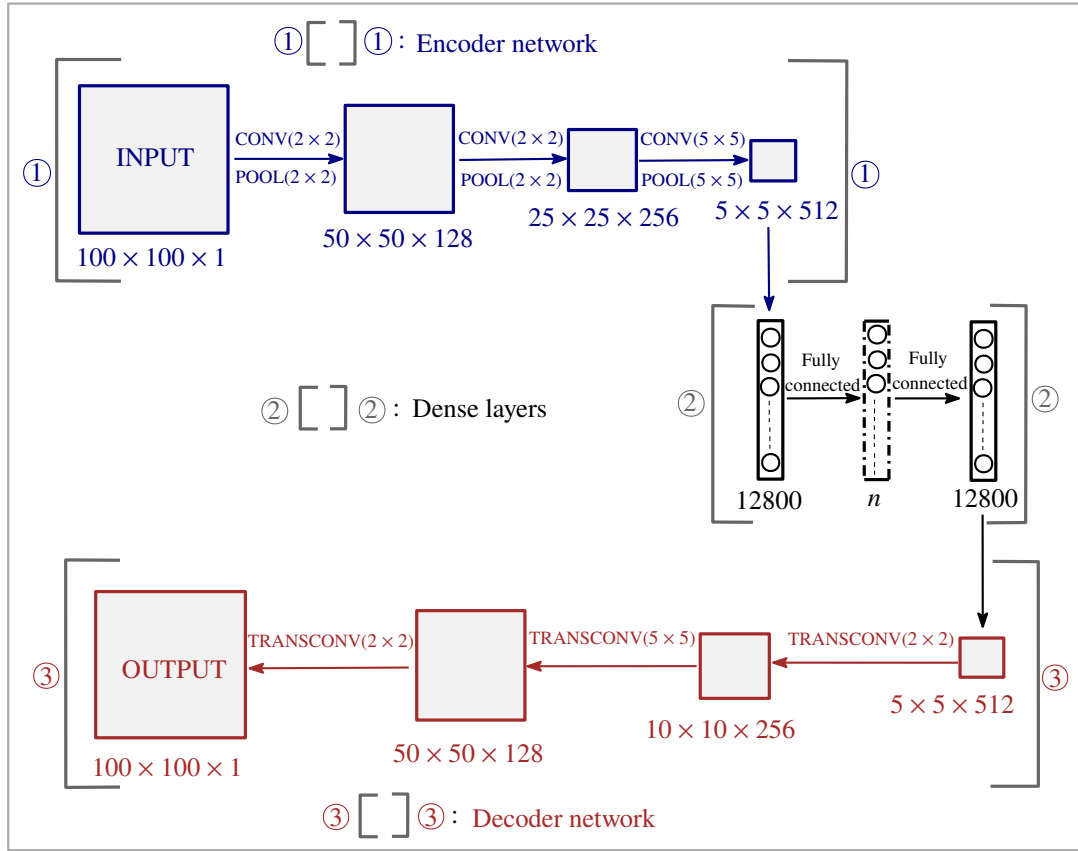 ① [ ] ① : Encoder network
①
INPUT
CONV(2 × 2)
POOL(2 × 2)
CONV(2 × 2)
POOL(2 × 2)
CONV(5 × 5)
POOL(5 × 5)
①
100 × 100 × 1
50 × 50 × 128
25 × 25 × 256
5 × 5 × 512
② [ ] ② : Dense layers
②
Fully
connected
Fully
connected
②
12800
n
12800
③
OUTPUT
TRANSCONV(2 × 2)
TRANSCONV(5 × 5)
TRANSCONV(2 × 2)
③
100 × 100 × 1
50 × 50 × 128
10 × 10 × 256
5 × 5 × 512
③ [ ] ③ : Decoder network